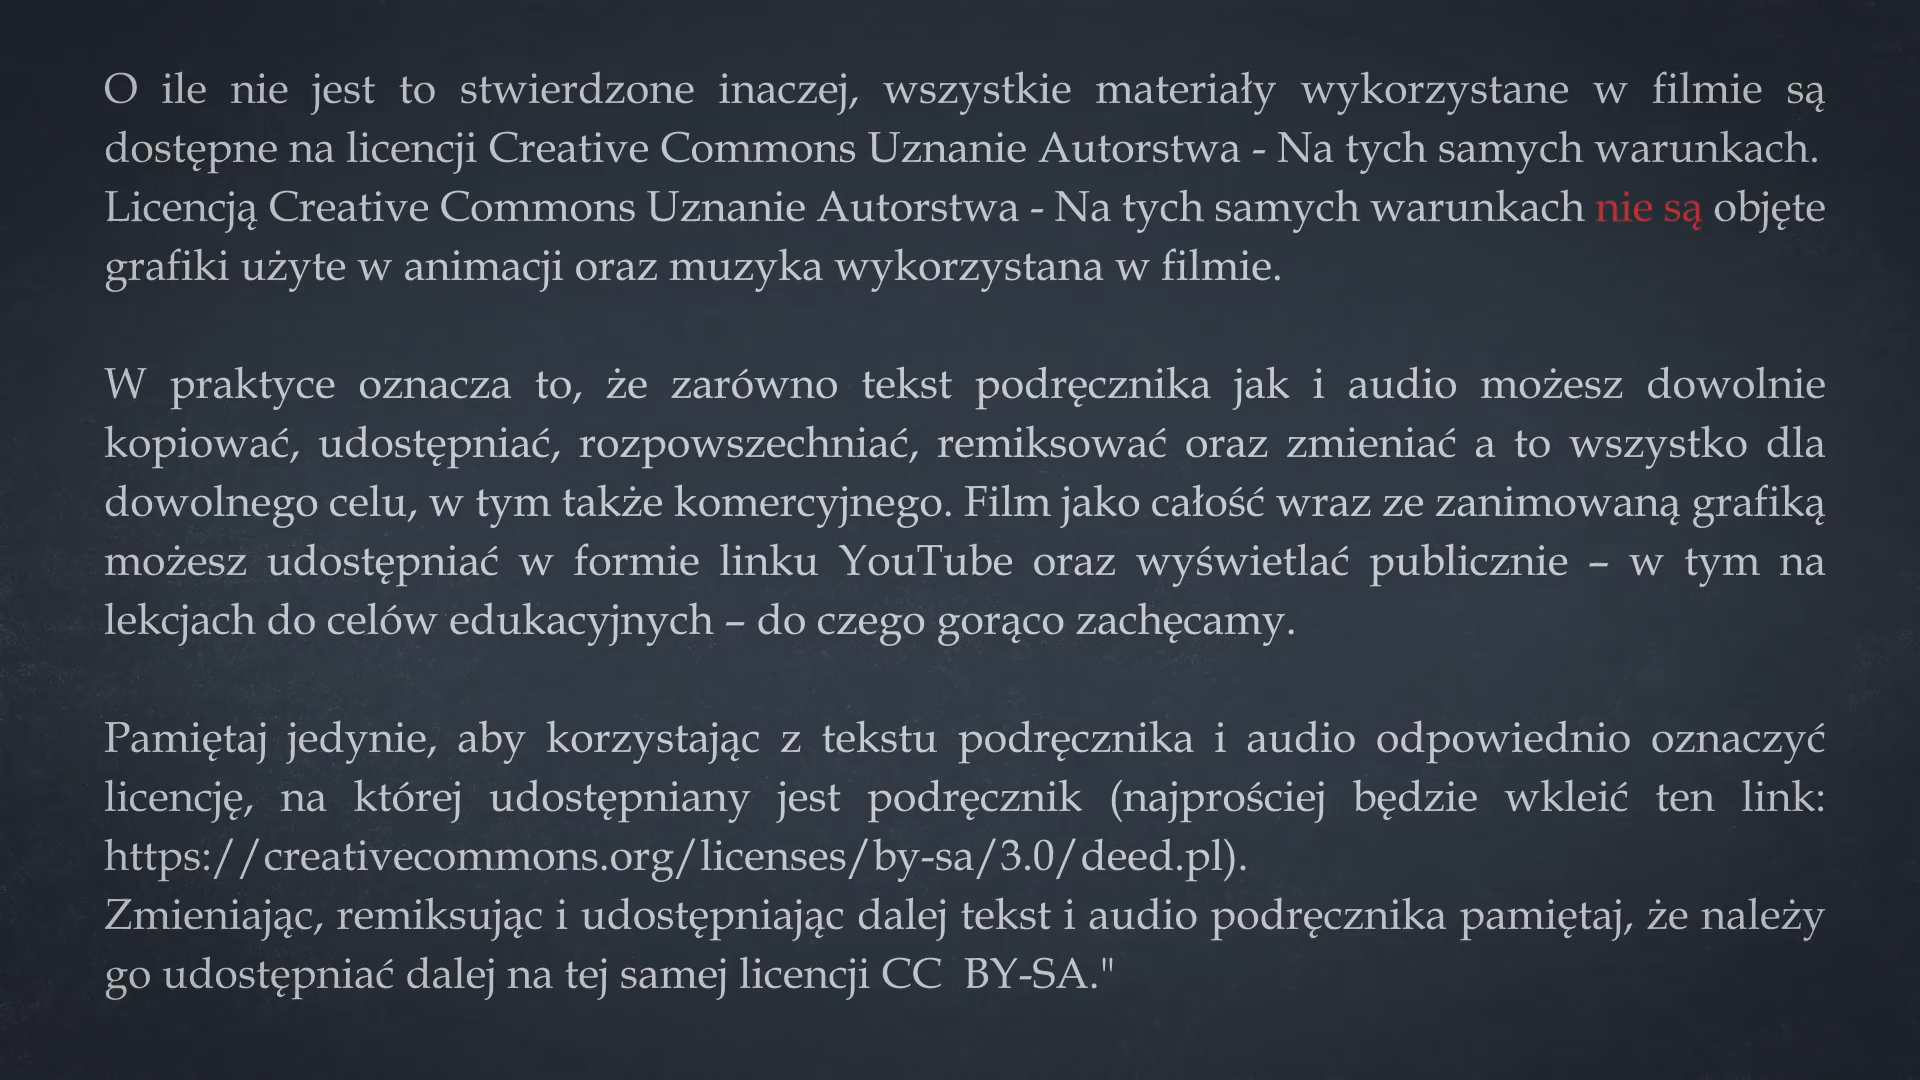 O ile nie jest to stwierdzone inaczej, wszystkie materiały wykorzystane w filmie są
dostępne na licencji Creative Commons Uznanie Autorstwa - Na tych samych warunkach.
Licencją Creative Commons Uznanie Autorstwa - Na tych samych warunkach nie są objęte
grafiki użyte w animacji oraz muzyka wykorzystana w filmie.
W praktyce oznacza to, że zarówno tekst podręcznika jak i audio możesz dowolnie
kopiować, udostępniać, rozpowszechniać, remiksować oraz zmieniać a to wszystko dla
dowolnego celu, w tym także komercyjnego. Film jako całość wraz ze zanimowaną grafiką
możesz udostępniać w formie linku YouTube oraz wyświetlać publicznie – w tym na
lekcjach do celów edukacyjnych – do czego gorąco zachęcamy.
Pamiętaj jedynie, aby korzystając z tekstu podręcznika i audio odpowiednio oznaczyć
licencję, na której udostępniany jest podręcznik (najprościej będzie wkleić ten link:
https://creativecommons.org/licenses/by-sa/3.0/deed.pl).
Zmieniając, remiksując i udostępniając dalej tekst i audio podręcznika pamiętaj, że należy
go udostępniać dalej na tej samej licencji CC  BY-SA."